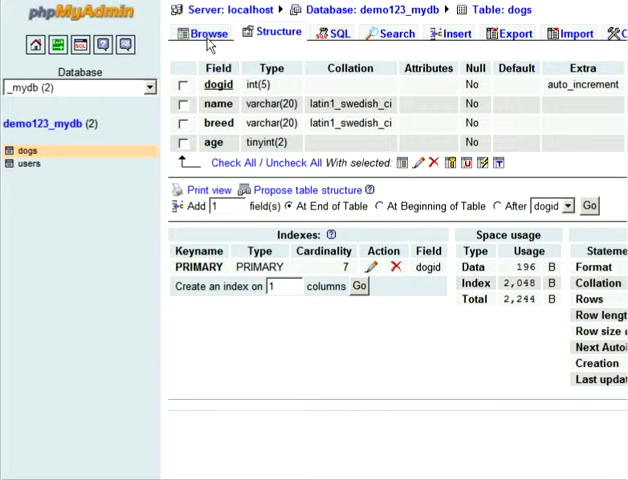 phpMyAdmin
Server: localhost Database: demo123_mydb Table: dogs
Browse Structure SQL Search Insert Export Import
Database
_mydb (2)
demo123_mydb (2)
dogs
users
Field Type Collation Attributes Null Default Extra
dogid int(5) No auto_increment
name varchar(20) latin1_swedish_ci No
breed varchar(20) latin1_swedish_ci No
age tinyint(2) No
Check All / Uncheck All With selected:
Print view Propose table structure
Add 1 field(s) At End of Table At Beginning of Table After dogid Go
Indexes:
Keyname Type Cardinality Action Field
PRIMARY PRIMARY 7 dogid
Create an index on 1 columns Go
Space usage
Type Usage
Data 196 B
Index 2,048 B
Total 2,244 B
Format
Collation
Rows
Row
Row size
Next
Creation
Last